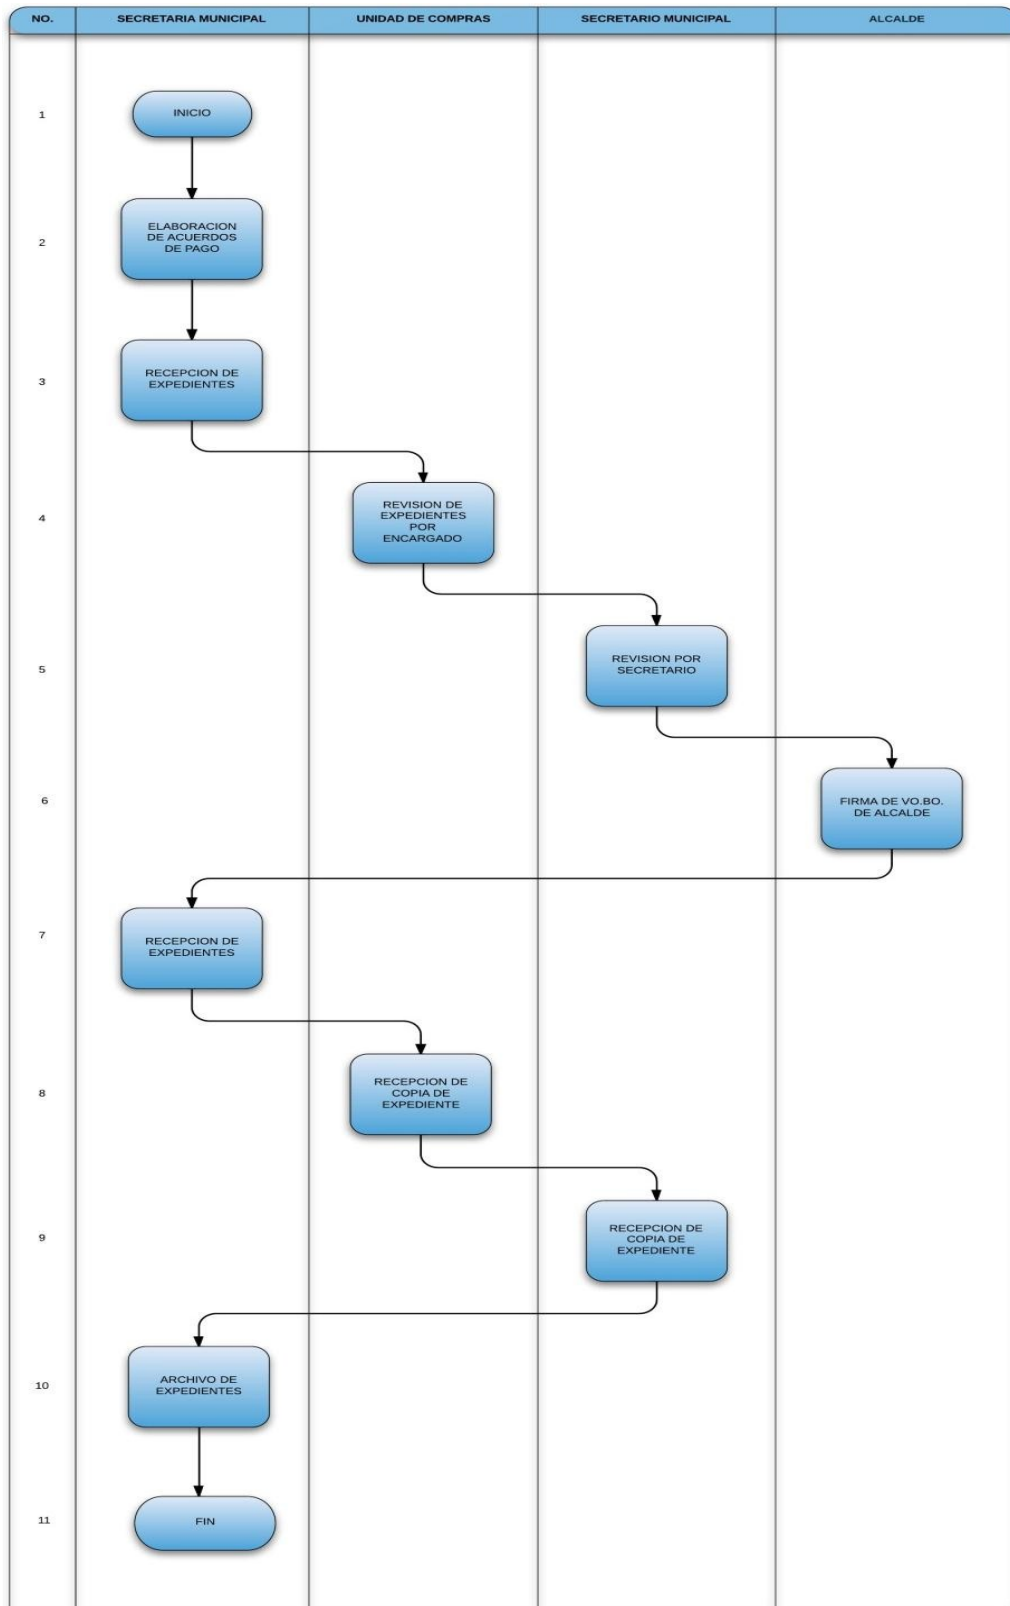 NO. SECRETARIA MUNICIPAL UNIDAD DE COMPRAS SECRETARIO MUNICIPAL ALCALDE
1 INICIO
ELABORACION
2 DE ACUERDOS
DE PAGO
RECEPCION DE
3 EXPEDIENTES
REVISION DE
4 EXPEDIENTES
POR
ENCARGADO
REVISION POR
5 SECRETARIO
6 FIRMA DE VO.BO.
DE ALCALDE
7 RECEPCION DE
EXPEDIENTES
RECEPCION DE
8 COPIA DE
EXPEDIENTE
RECEPCION DE
9 COPIA DE
EXPEDIENTE
ARCHIVO DE
10 EXPEDIENTES
11 FIN